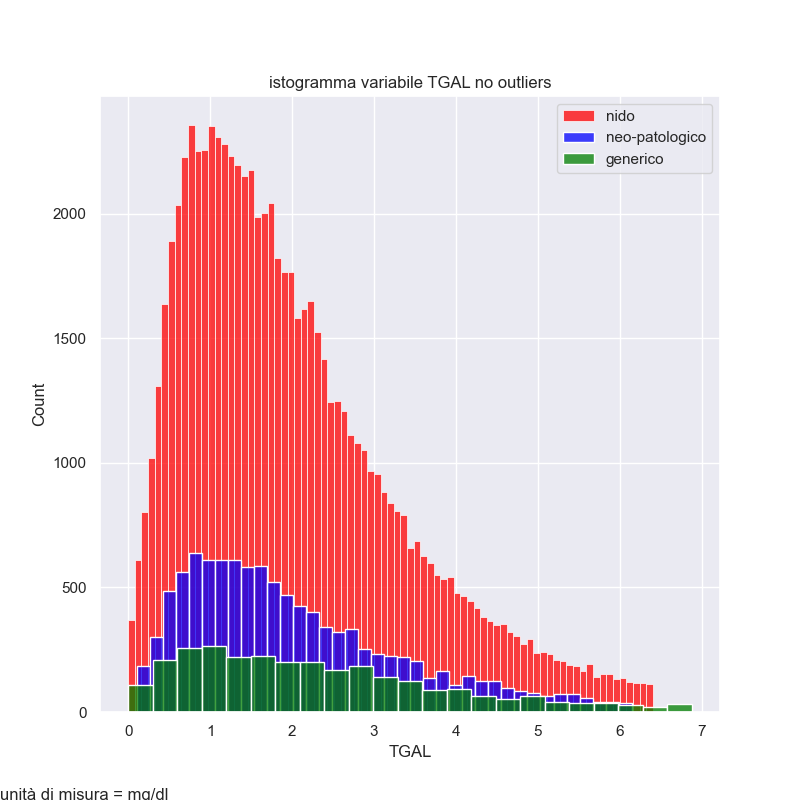 istogramma variabile TGAL no outliers
nido
neo-patologico
generico
2000
1500
1000
500
0
Count
0 1 2 3 4 5 6 7
TGAL
unità di misura = mg/dl